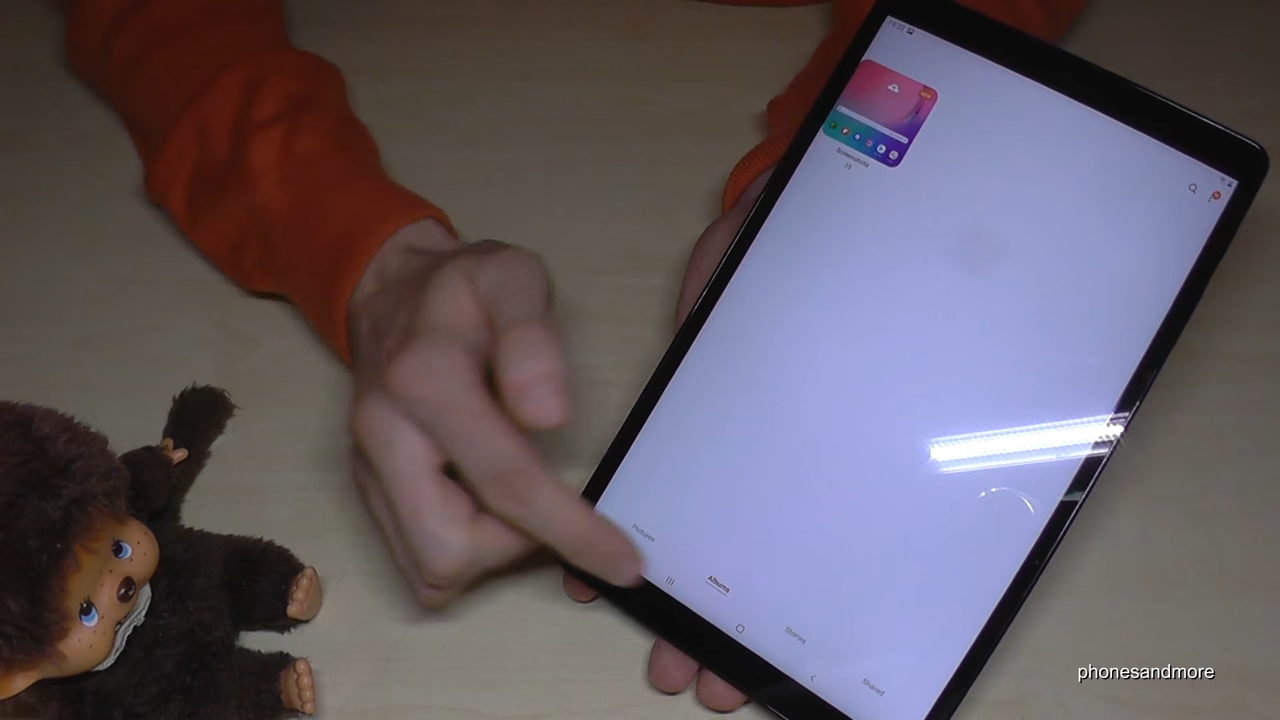 Screenshots
Pictures
Albums
Stories
Shared
phonesandmore